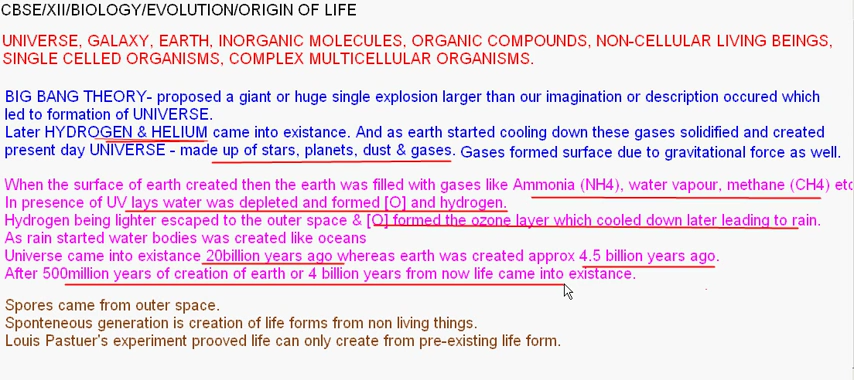 CBSE/XII/BIOLOGY/EVOLUTION/ORIGIN OF LIFE
UNIVERSE, GALAXY, EARTH, INORGANIC MOLECULES, ORGANIC COMPOUNDS, NON-CELLULAR LIVING BEINGS,
SINGLE CELLED ORGANISMS, COMPLEX MULTICELLULAR ORGANISMS.
BIG BANG THEORY- proposed a giant or huge single explosion larger than our imagination or description occured which
led to formation of UNIVERSE.
Later HYDROGEN & HELIUM came into existance. And as earth started cooling down these gases solidified and created
present day UNIVERSE - made up of stars, planets, dust & gases. Gases formed surface due to gravitational force as well.
When the surface of earth created then the earth was filled with gases like Ammonia (NH4), water vapour, methane (CH4) etc
In presence of UV lays water was depleted and formed [O] and hydrogen.
Hydrogen being lighter escaped to the outer space & [O] formed the ozone layer which cooled down later leading to rain.
As rain started water bodies was created like oceans
Universe came into existance 20billion years ago whereas earth was created approx 4.5 billion years ago.
After 500million years of creation of earth or 4 billion years from now life came into existance.
Spores came from outer space.
Sponteneous generation is creation of life forms from non living things.
Louis Pastuer's experiment prooved life can only create from pre-existing life form.